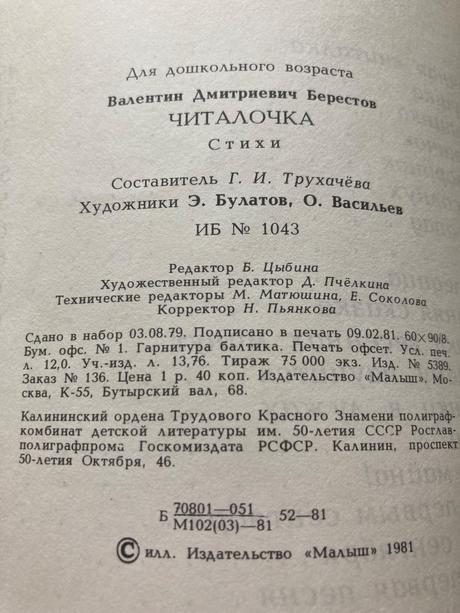 Для дошкольного возраста
Валентин Дмитриевич Берестов
ЧИТАЛОЧКА
Стихи
Составитель Г. И. Трухачёва
Художники Э. Булатов, О. Васильев
ИБ № 1043
Редактор Б. Цыбина
Художественный редактор Д. Пчёлкина
Технические редакторы М. Матюшина, Е. Соколова
Корректор Н. Пьянкова
Сдано в набор 03.08.79. Подписано в печать 09.02.81. 60×90/8.
Бум. офс. № 1. Гарнитура балтика. Печать офсет. Усл. печ.
л. 12,0. Уч.-изд. л. 13,76. Тираж 75 000 экз. Изд. № 5389.
Заказ № 136. Цена 1 р. 40 коп. Издательство «Малыш». Мо-
сква, К-55, Бутырский вал, 68.
Калининский ордена Трудового Красного Знамени полиграф-
комбинат детской литературы им. 50-летия СССР Росглав-
полиграфпрома Госкомиздата РСФСР. Калинин, проспект
50-летия Октября, 46.
Б 70801—051 52—81
М102(03)—81
© илл. Издательство «Малыш» 1981